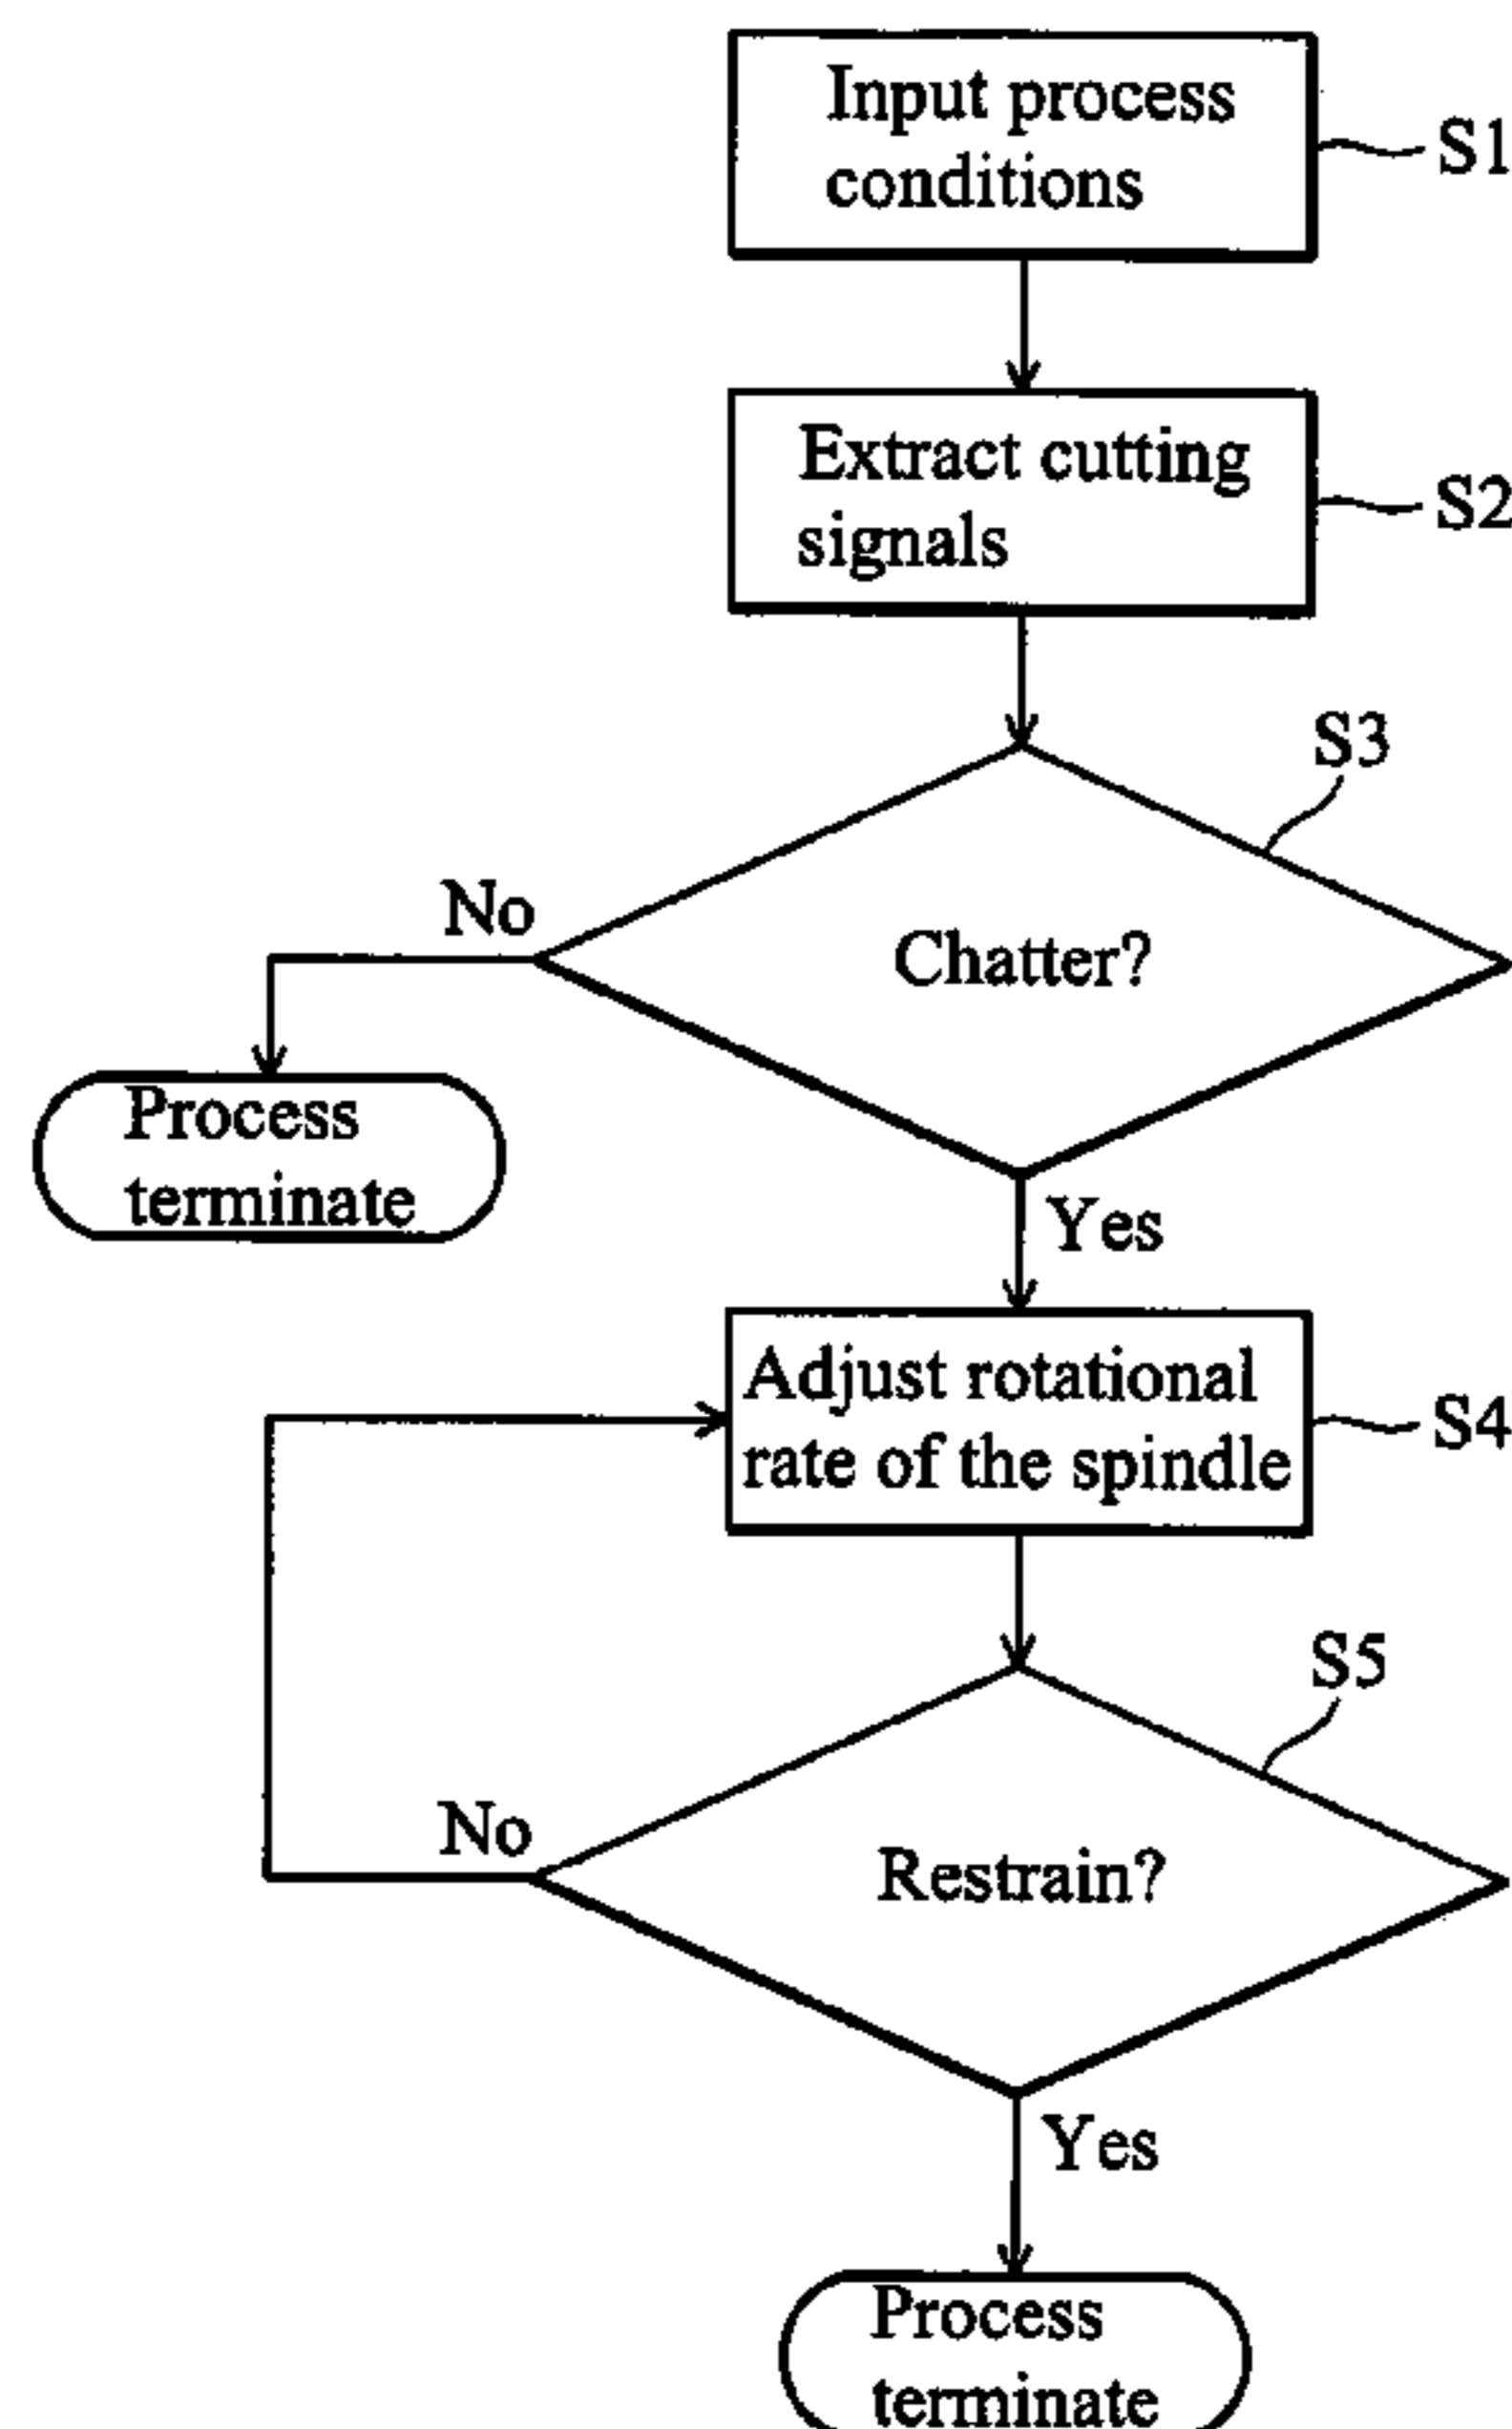 Input process
conditions
S1
Extract cutting
signals
S2
S3
Chatter?
No
Process
terminate
Yes
Adjust rotational
rate of the spindle
S4
S5
Restrain?
No
Yes
Process
terminate